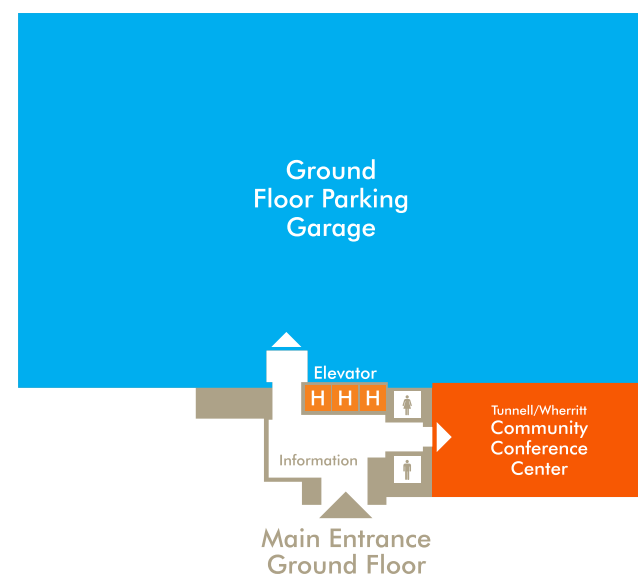 Ground
Floor Parking
Garage
Elevator
H H H
Tunnell/Wherritt
Community
Conference
Center
Information
Main Entrance
Ground Floor